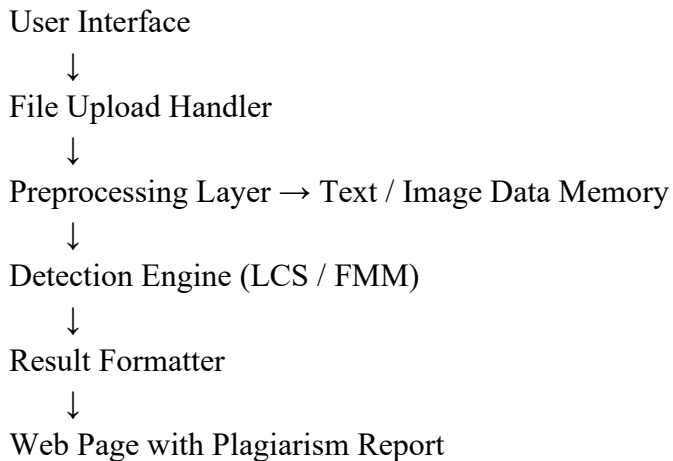 User Interface
↓
File Upload Handler
↓
Preprocessing Layer → Text / Image Data Memory
↓
Detection Engine (LCS / FMM)
↓
Result Formatter
↓
Web Page with Plagiarism Report